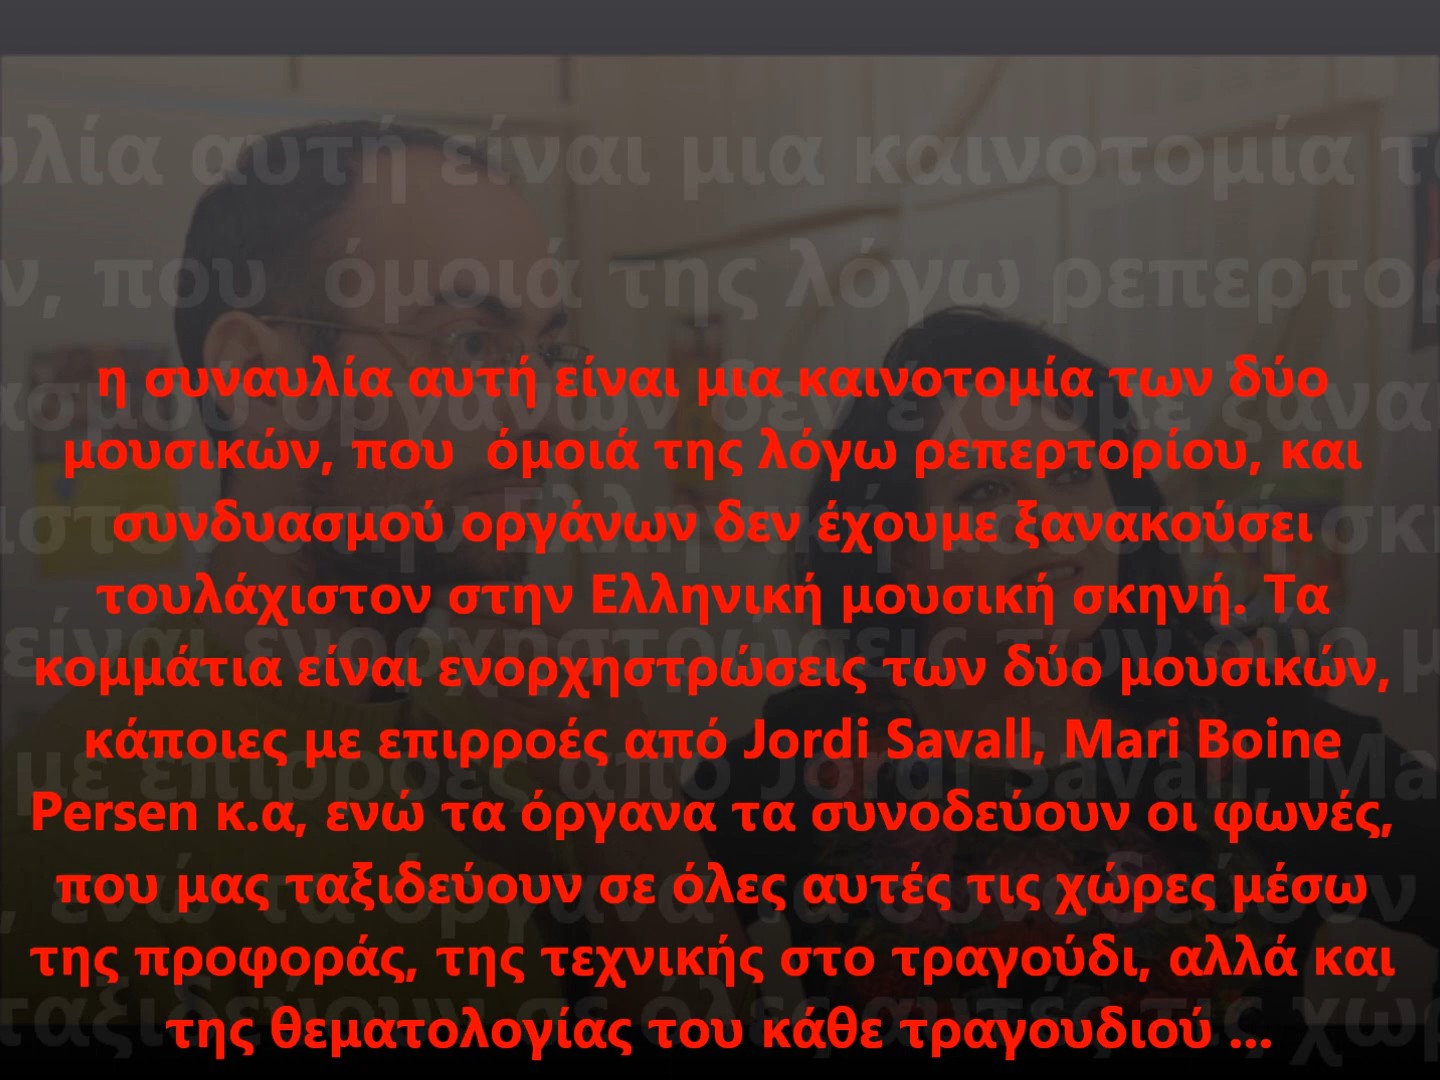 η συναυλία αυτή είναι μια καινοτομία των δύο
μουσικών, που  όμοιά της λόγω ρεπερτορίου, και
συνδυασμού οργάνων δεν έχουμε ξανακούσει
τουλάχιστον στην Ελληνική μουσική σκηνή. Τα
κομμάτια είναι ενορχηστρώσεις των δύο μουσικών,
κάποιες με επιρροές από Jordi Savall, Mari Boine
Persen κ.α, ενώ τα όργανα τα συνοδεύουν οι φωνές,
που μας ταξιδεύουν σε όλες αυτές τις χώρες μέσω
της προφοράς, της τεχνικής στο τραγούδι, αλλά και
της θεματολογίας του κάθε τραγουδιού ...